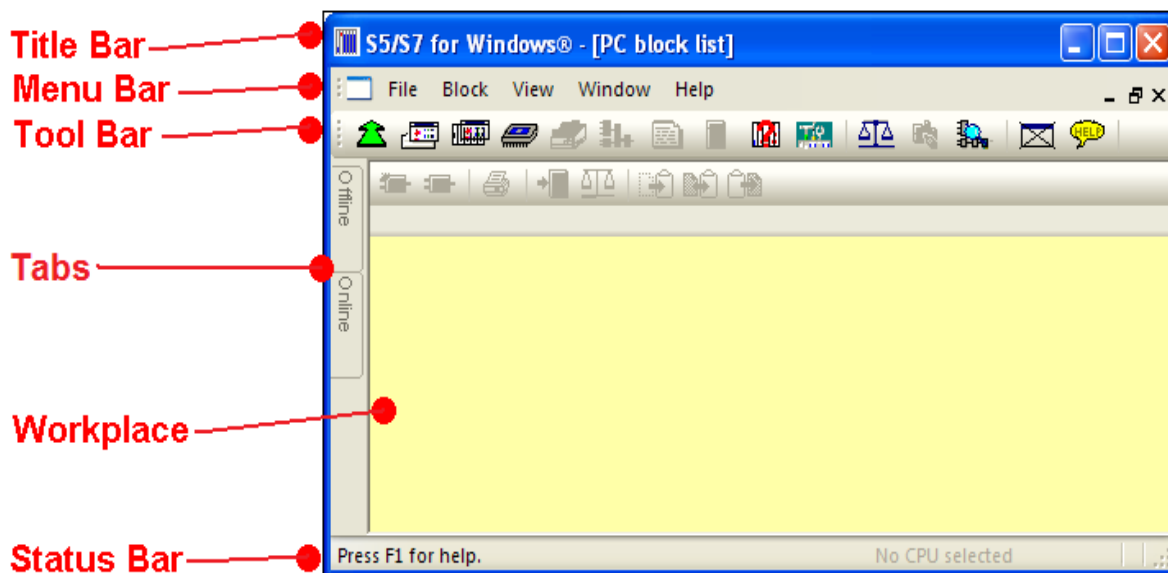 Title Bar
S5/S7 for Windows® - [PC block list]
Menu Bar
File Block View Window Help
Tool Bar
HELP
Offline
Tabs
Online
Workplace
Status Bar
Press F1 for help.
No CPU selected